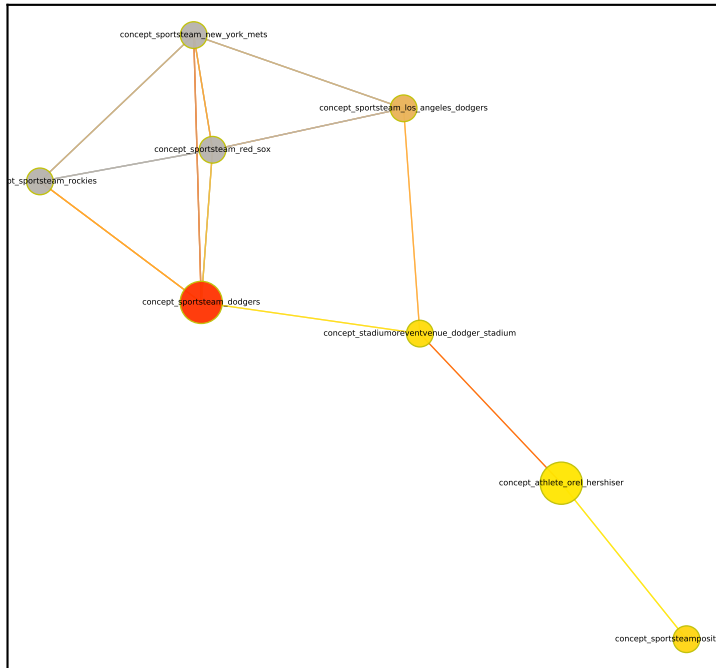 concept_sportsteam_new_york_mets
concept_sportsteam_los_angeles_dodgers
concept_sportsteam_red_sox
pt_sportsteam_rockies
concept_sportsteam_dodgers
concept_stadiumoreventvenue_dodger_stadium
concept_athlete_orel_hershiser
concept_sportsteamposit